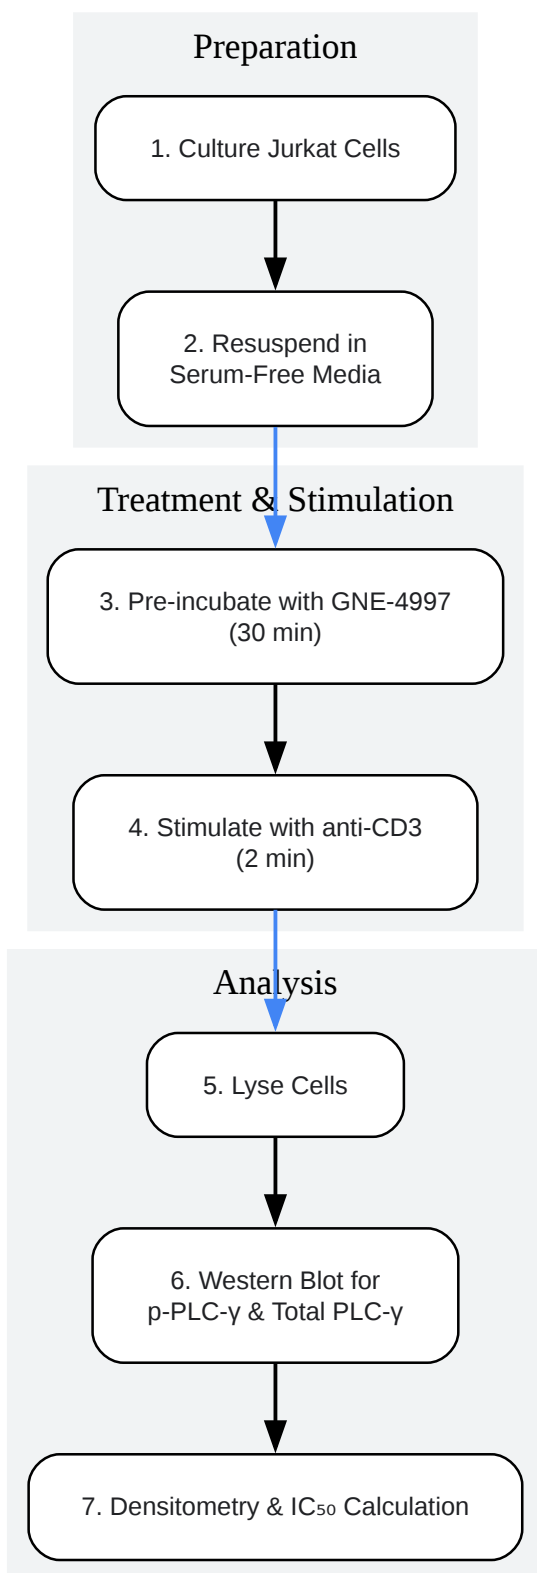 Preparation
1. Culture Jurkat Cells
2. Resuspend in
Serum-Free Media
Treatment & Stimulation
3. Pre-incubate with GNE-4997
(30 min)
4. Stimulate with anti-CD3
(2 min)
Analysis
5. Lyse Cells
6. Western Blot for
p-PLC-γ & Total PLC-γ
7. Densitometry & IC₅₀ Calculation